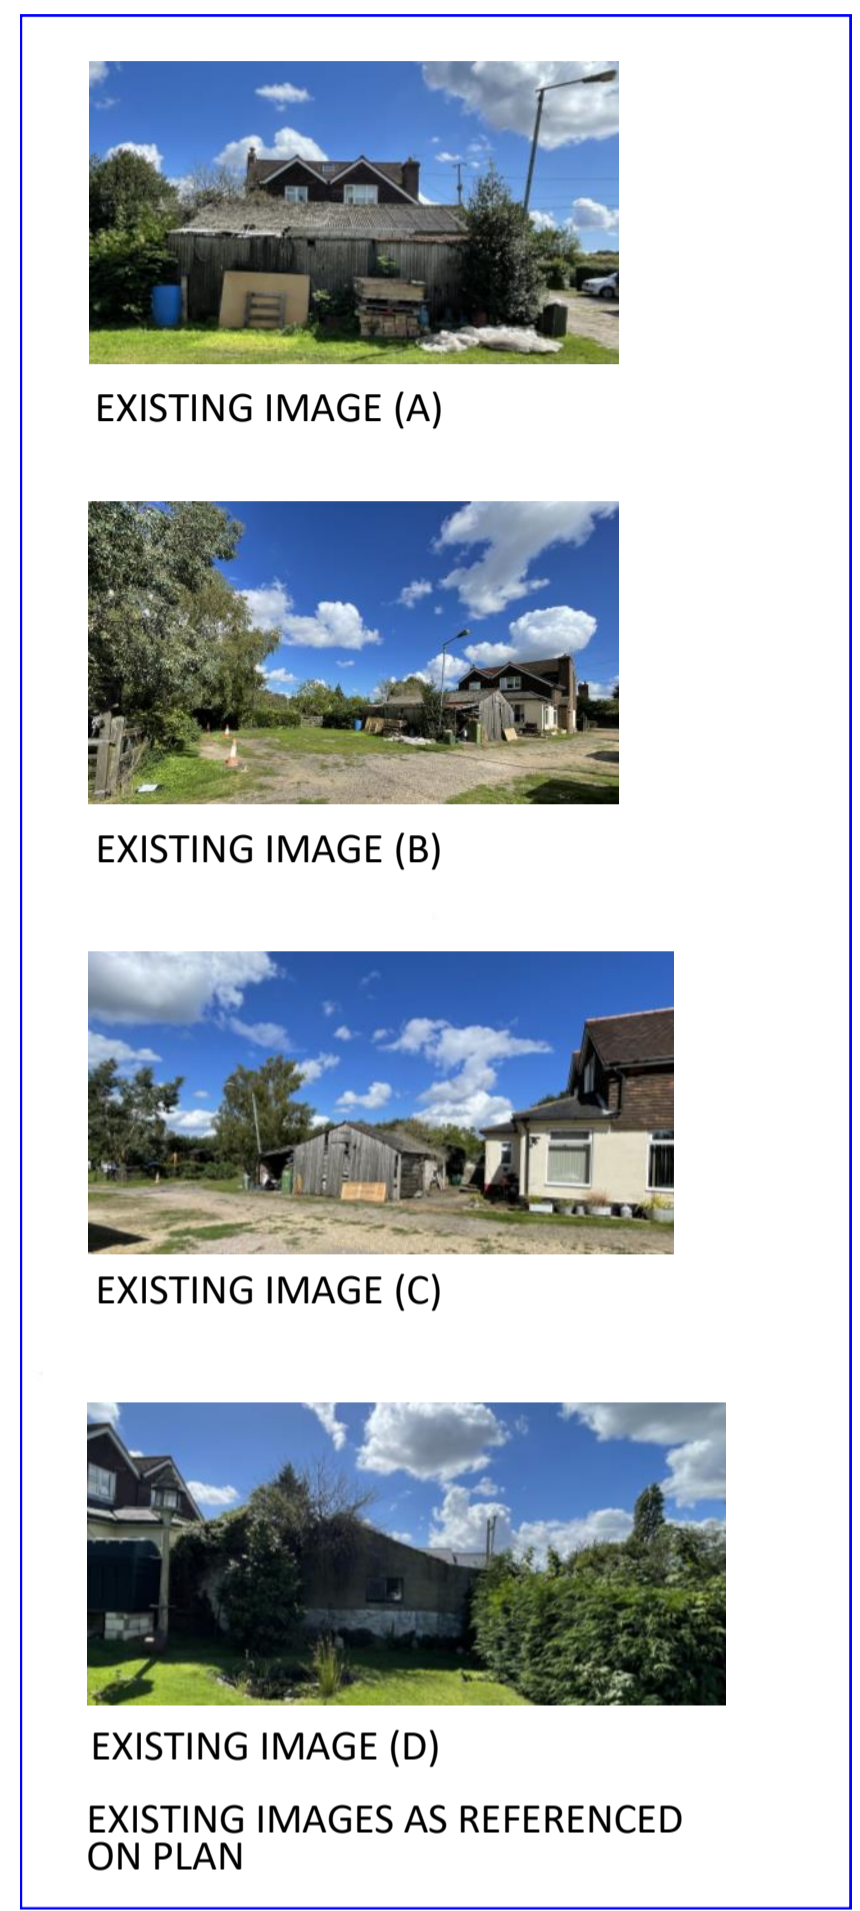 EXISTING IMAGE (A)
EXISTING IMAGE (B)
EXISTING IMAGE (C)
EXISTING IMAGE (D)
EXISTING IMAGES AS REFERENCED
ON PLAN